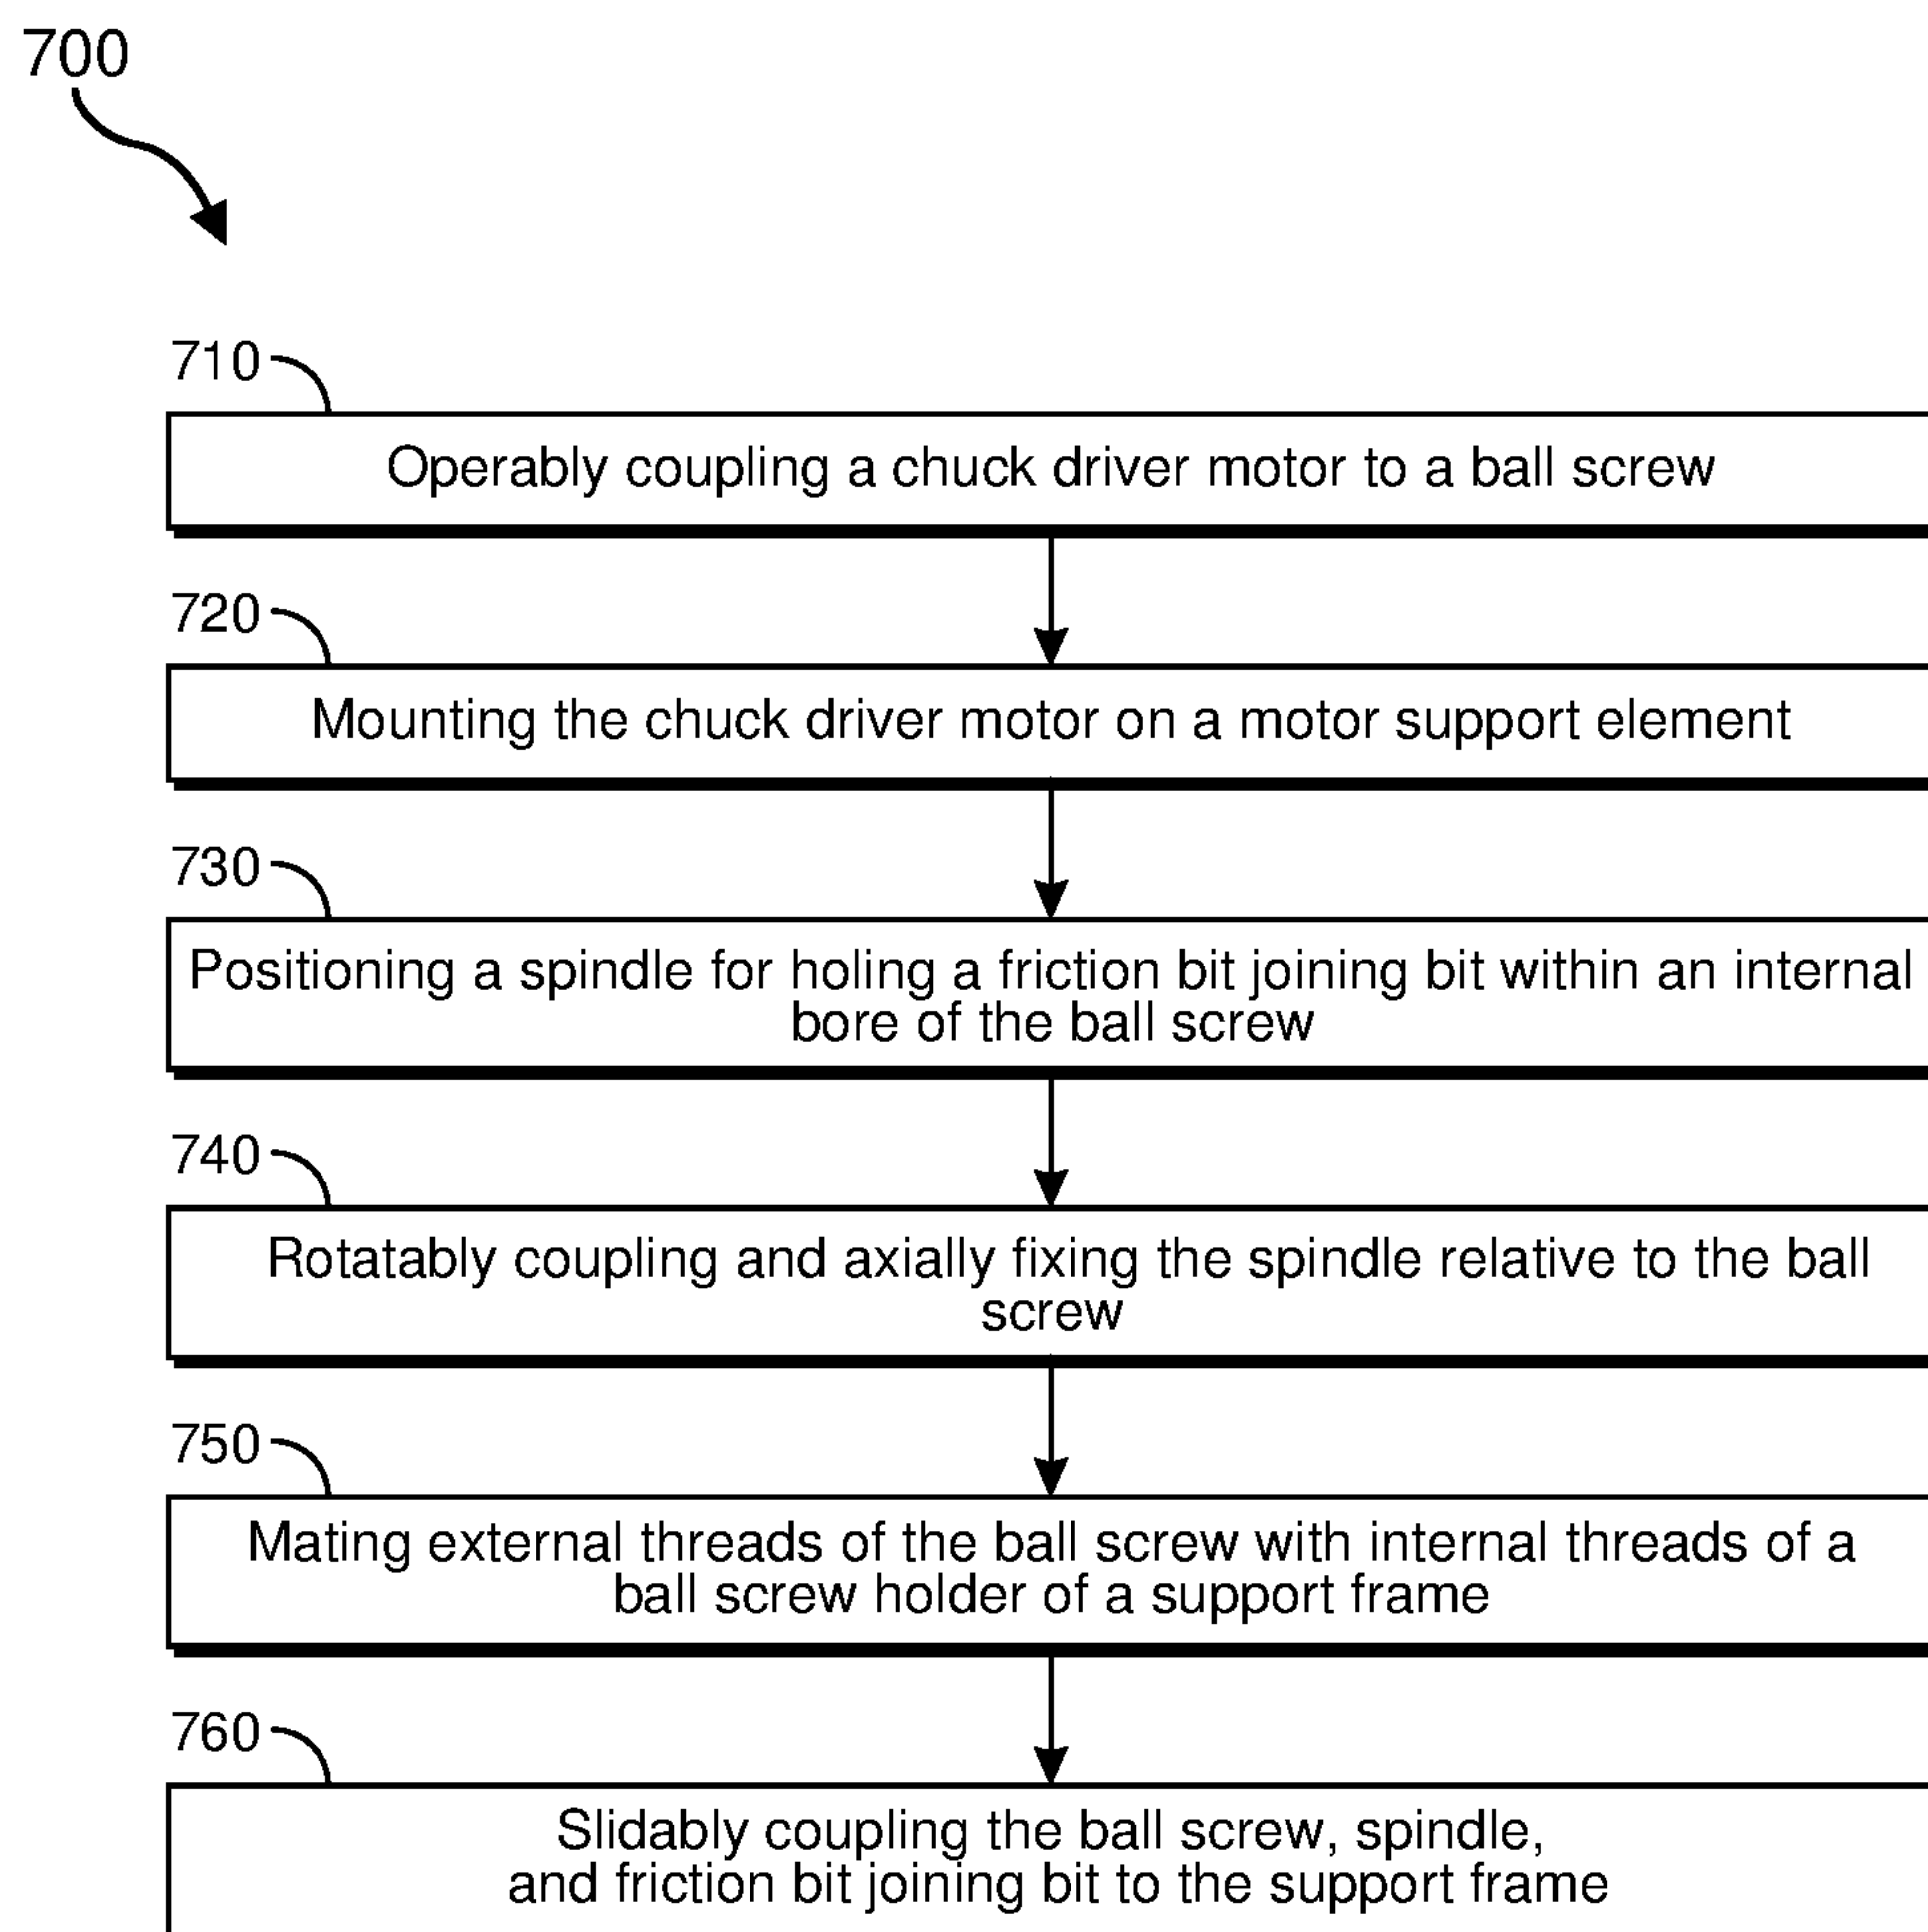 700
710
Operably coupling a chuck driver motor to a ball screw
720
Mounting the chuck driver motor on a motor support element
730
Positioning a spindle for holing a friction bit joining bit within an internal
bore of the ball screw
740
Rotatably coupling and axially fixing the spindle relative to the ball
screw
750
Mating external threads of the ball screw with internal threads of a
ball screw holder of a support frame
760
Slidably coupling the ball screw, spindle,
and friction bit joining bit to the support frame